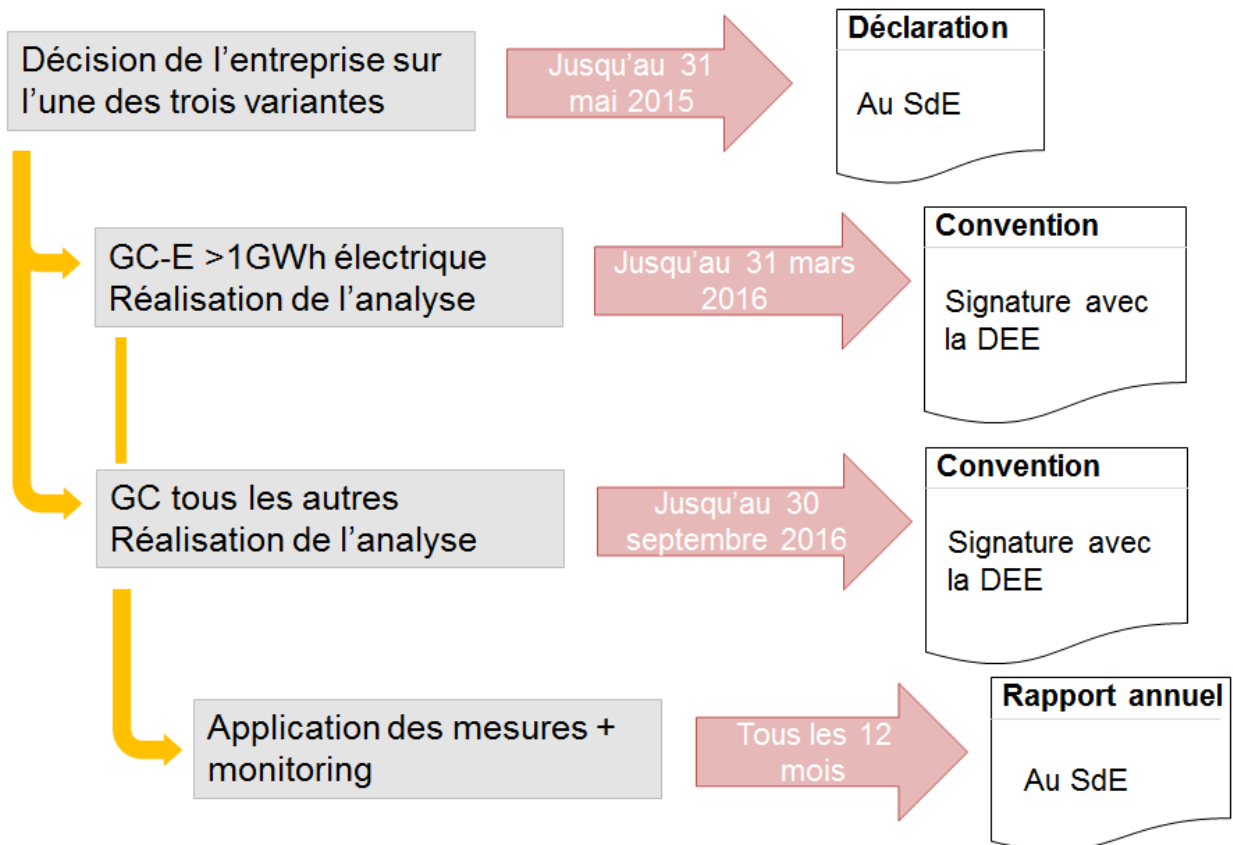 Décision de l'entreprise sur
l'une des trois variantes
Jusqu'au 31
mai 2015
Déclaration
Au SdE
GC-E >1GWh électrique
Réalisation de l'analyse
Jusqu'au 31 mars
2016
Convention
Signature avec
la DEE
GC tous les autres
Réalisation de l'analyse
Jusqu'au 30
septembre 2016
Convention
Signature avec
la DEE
Application des mesures +
monitoring
Tous les 12
mois
Rapport annuel
Au SdE